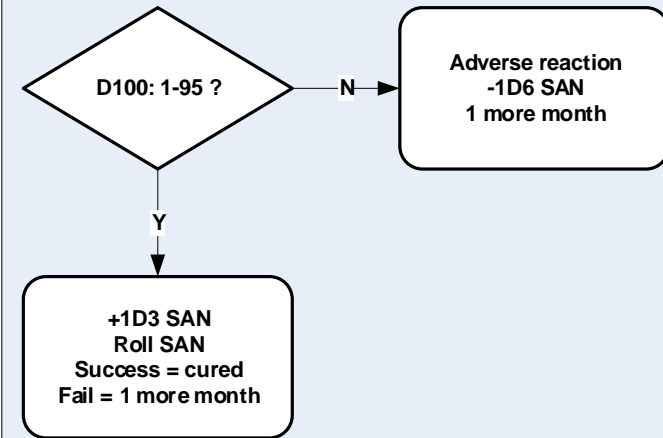 D100: 1-95 ?
N
Adverse reaction
-1D6 SAN
1 more month
Y
+1D3 SAN
Roll SAN
Success = cured
Fail = 1 more month